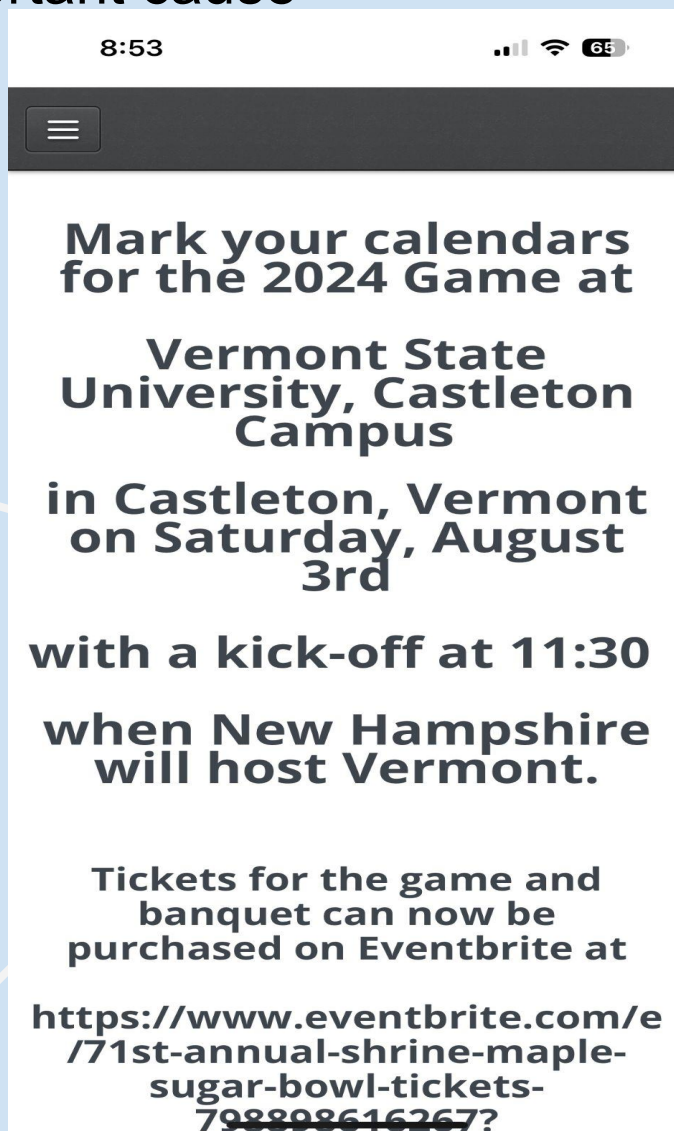 8:53
65
Mark your calendars
for the 2024 Game at
Vermont State
University, Castleton
Campus
in Castleton, Vermont
on Saturday, August
3rd
with a kick-off at 11:30
when New Hampshire
will host Vermont.
Tickets for the game and
banquet can now be
purchased on Eventbrite at
https://www.eventbrite.com/e
/71st-annual-shrine-maple-
sugar-bowl-tickets-
798898616267?